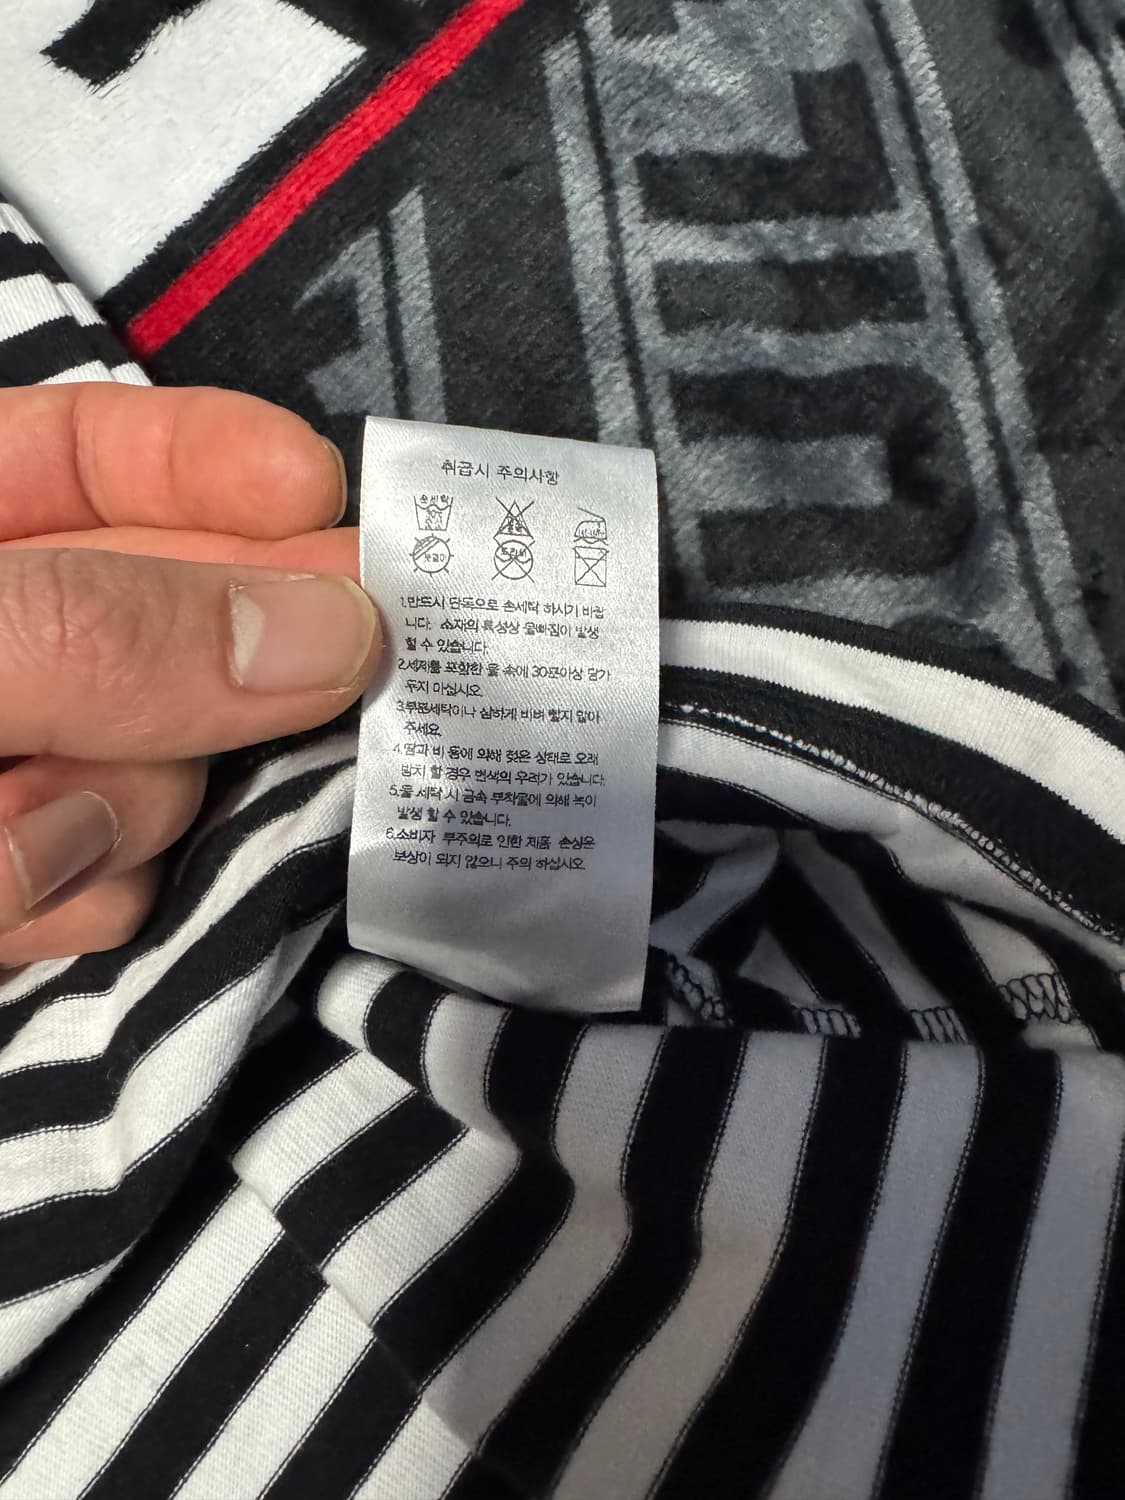 취급시 주의사항
손세탁
드라이
1.반드시 단독으로 손세탁 하시기 바랍
니다. 소재의 특성상 물빠짐이 발생
할 수 있습니다.
2.세제를 포함한 물 속에 30분이상 담가
두지 마십시오.
3.부분세탁이나 심하게 비벼 빨지 말아
주세요.
4.땀과 비 등에 의해 젖은 상태로 오래
방치 할 경우 변색의 우려가 있습니다.
5.물 세탁 시 금속 부착물에 의해 녹이
발생 할 수 있습니다.
6.소비자 부주의로 인한 제품 손상은
보상이 되지 않으니 주의 하십시오.